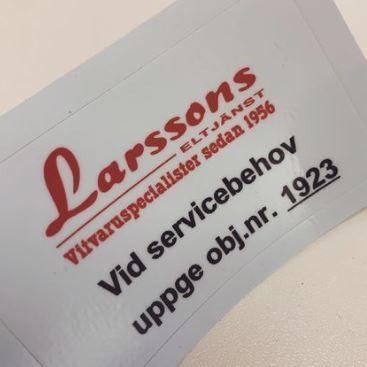 Larssons
ELTJÄNST
Vitvaruspecialister sedan 1956
Vid servicebehov
uppge obj.nr. 1923